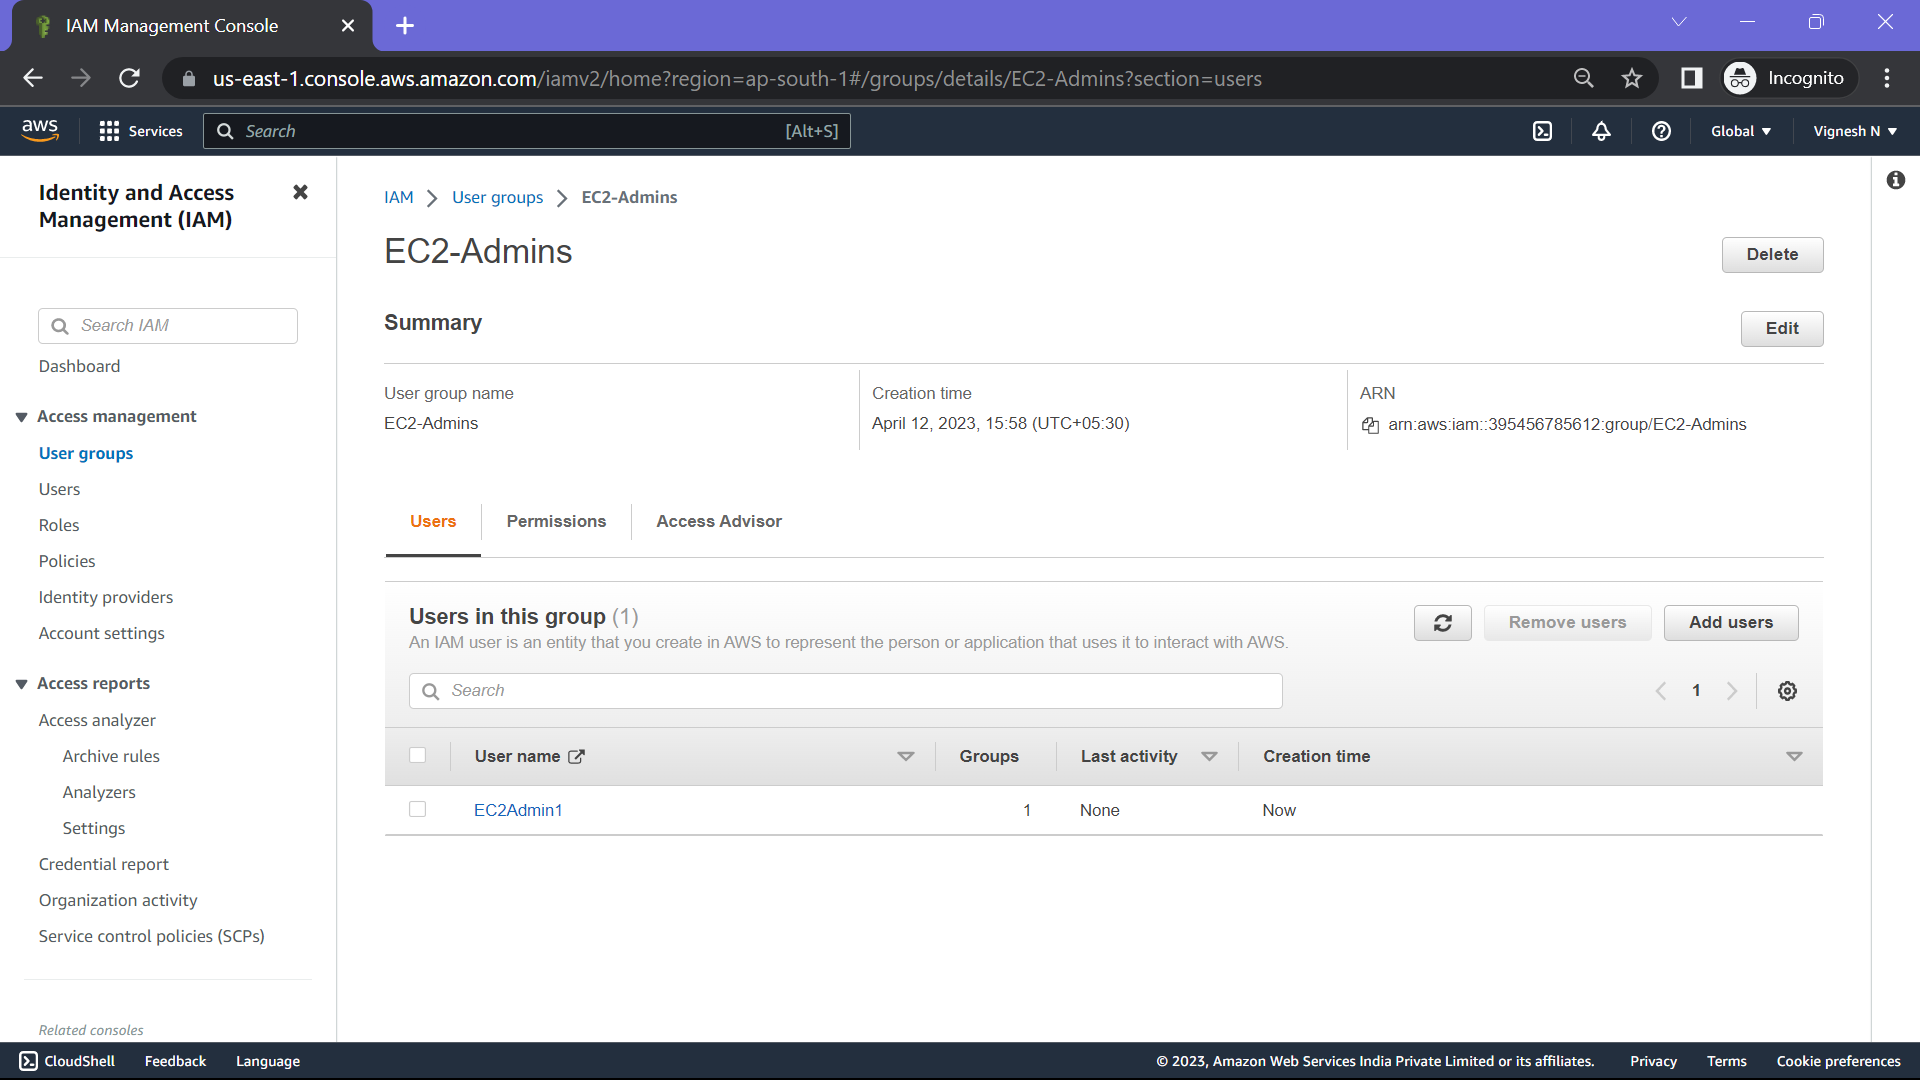 IAM Management Console
us-east-1.console.aws.amazon.com/iamv2/home?region=ap-south-1#/groups/details/EC2-Admins?section=users
Incognito
aws
Services
Search
[Alt+S]
Global
Vignesh N
Identity and Access
Management (IAM)
Search IAM
Dashboard
Access management
User groups
Users
Roles
Policies
Identity providers
Account settings
Access reports
Access analyzer
Archive rules
Analyzers
Settings
Credential report
Organization activity
Service control policies (SCPs)
Related consoles
IAM > User groups > EC2-Admins
EC2-Admins
Delete
Summary
Edit
User group name
EC2-Admins
Creation time
April 12, 2023, 15:58 (UTC+05:30)
ARN
arn:aws:iam::395456785612:group/EC2-Admins
Users
Permissions
Access Advisor
Users in this group (1)
An IAM user is an entity that you create in AWS to represent the person or application that uses it to interact with AWS.
Remove users
Add users
Search
1
User name
Groups
Last activity
Creation time
EC2Admin1
1
None
Now
CloudShell
Feedback
Language
© 2023, Amazon Web Services India Private Limited or its affiliates.
Privacy
Terms
Cookie preferences